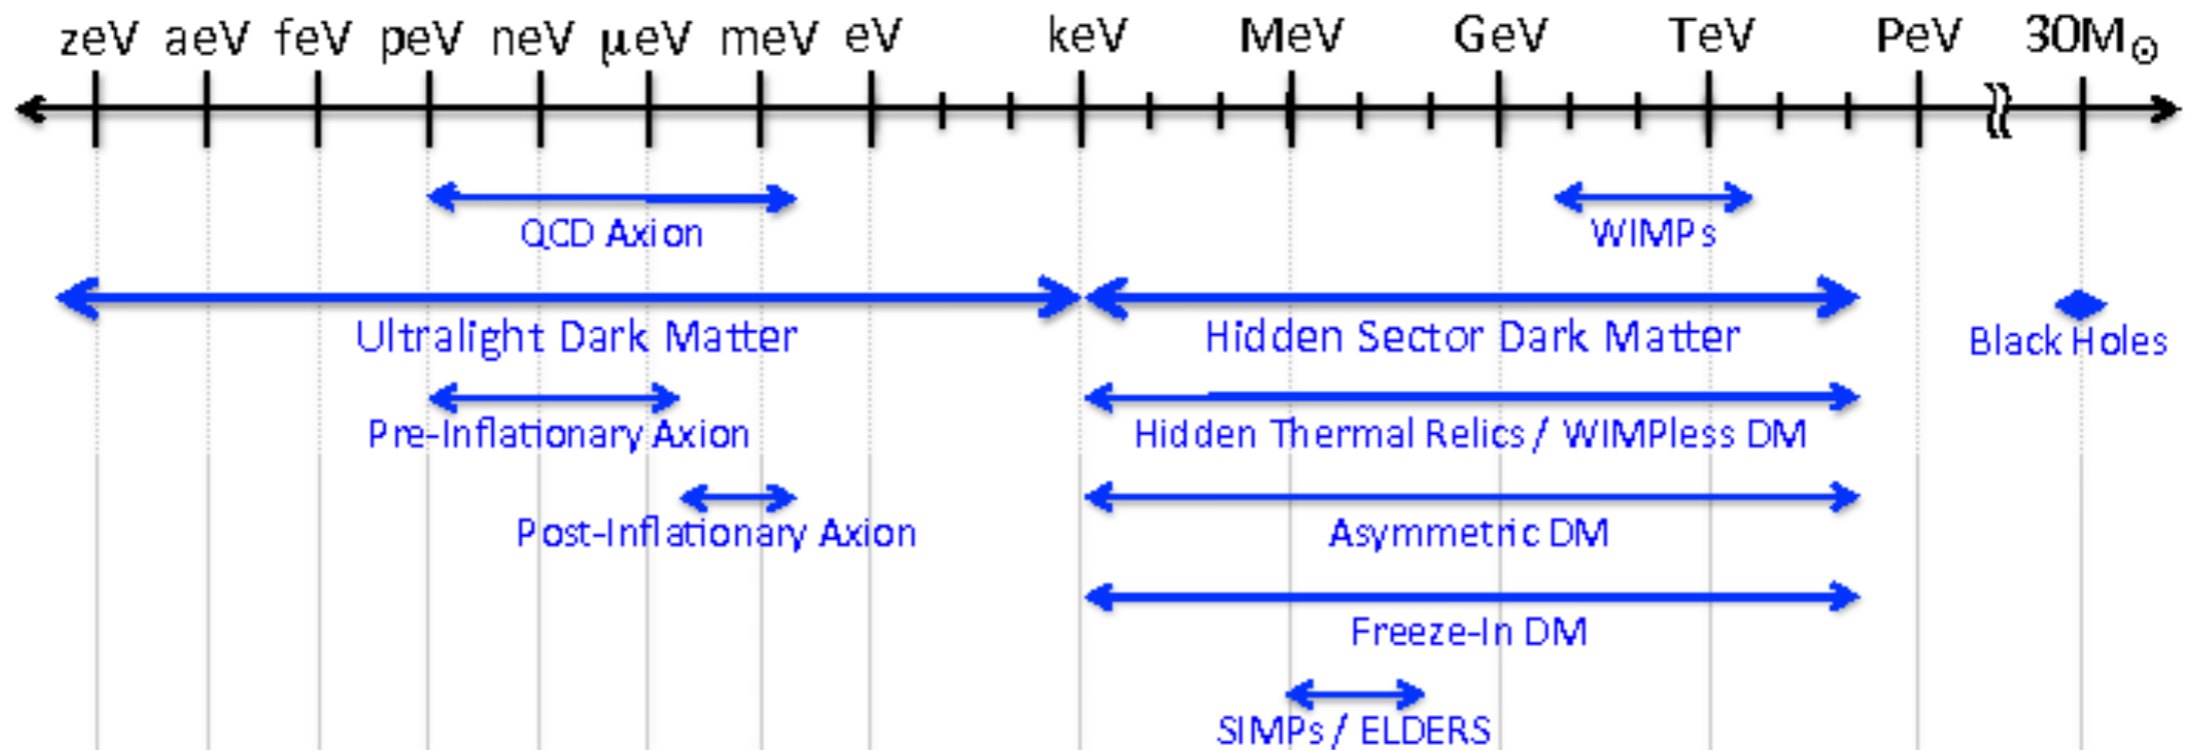 zeV aeV feV peV neV μeV meV eV keV MeV GeV TeV PeV 30M☉
QCD Axion WIMPs
Ultralight Dark Matter Hidden Sector Dark Matter Black Holes
Pre-Inflationary Axion Hidden Thermal Relics / WIMPless DM
Post-Inflationary Axion Asymmetric DM
Freeze-In DM
SIMPs / ELDERS